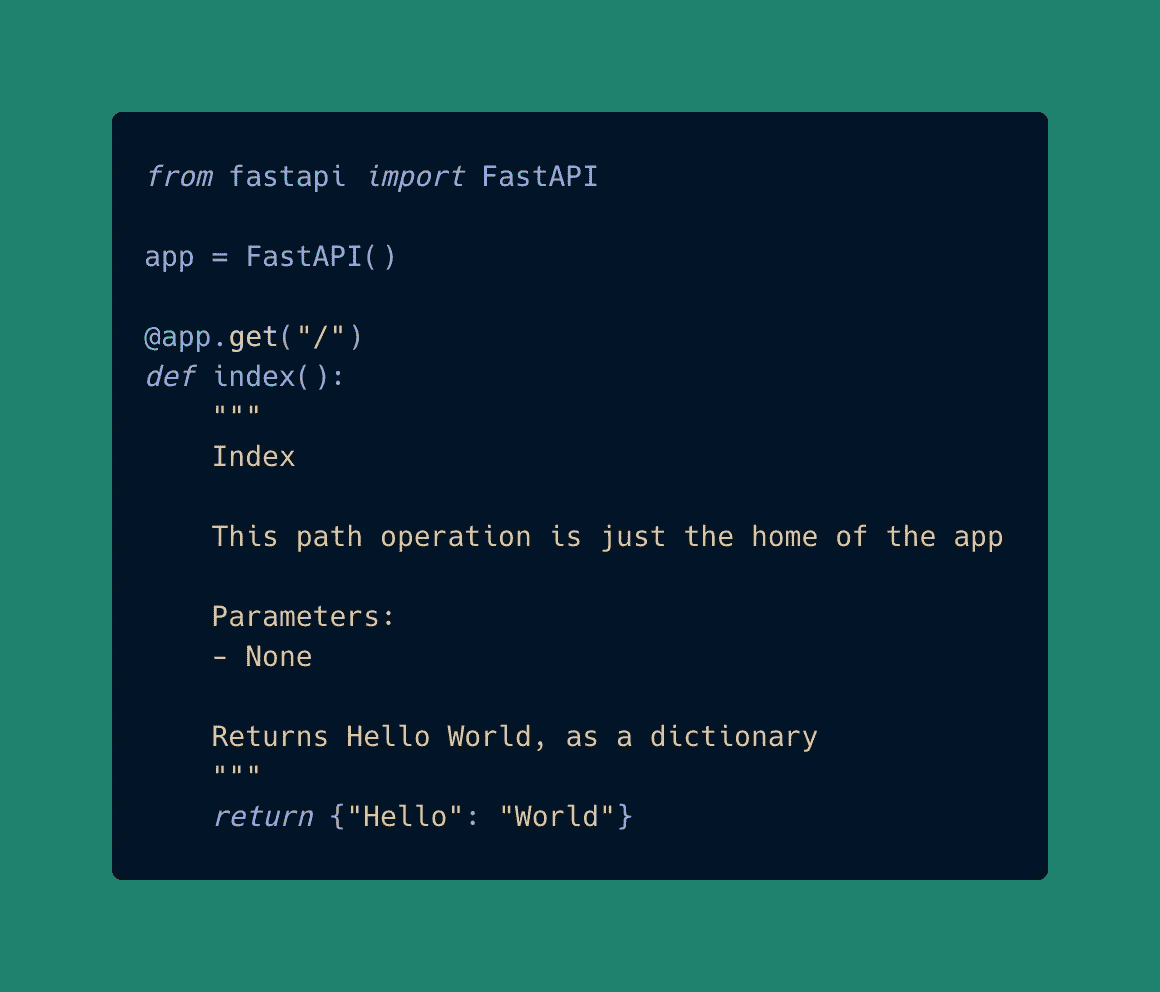 from fastapi import FastAPI

app = FastAPI()

@app.get("/")
def index():
    """
    Index

    This path operation is just the home of the app

    Parameters:
    - None

    Returns Hello World, as a dictionary
    """
    return {"Hello": "World"}